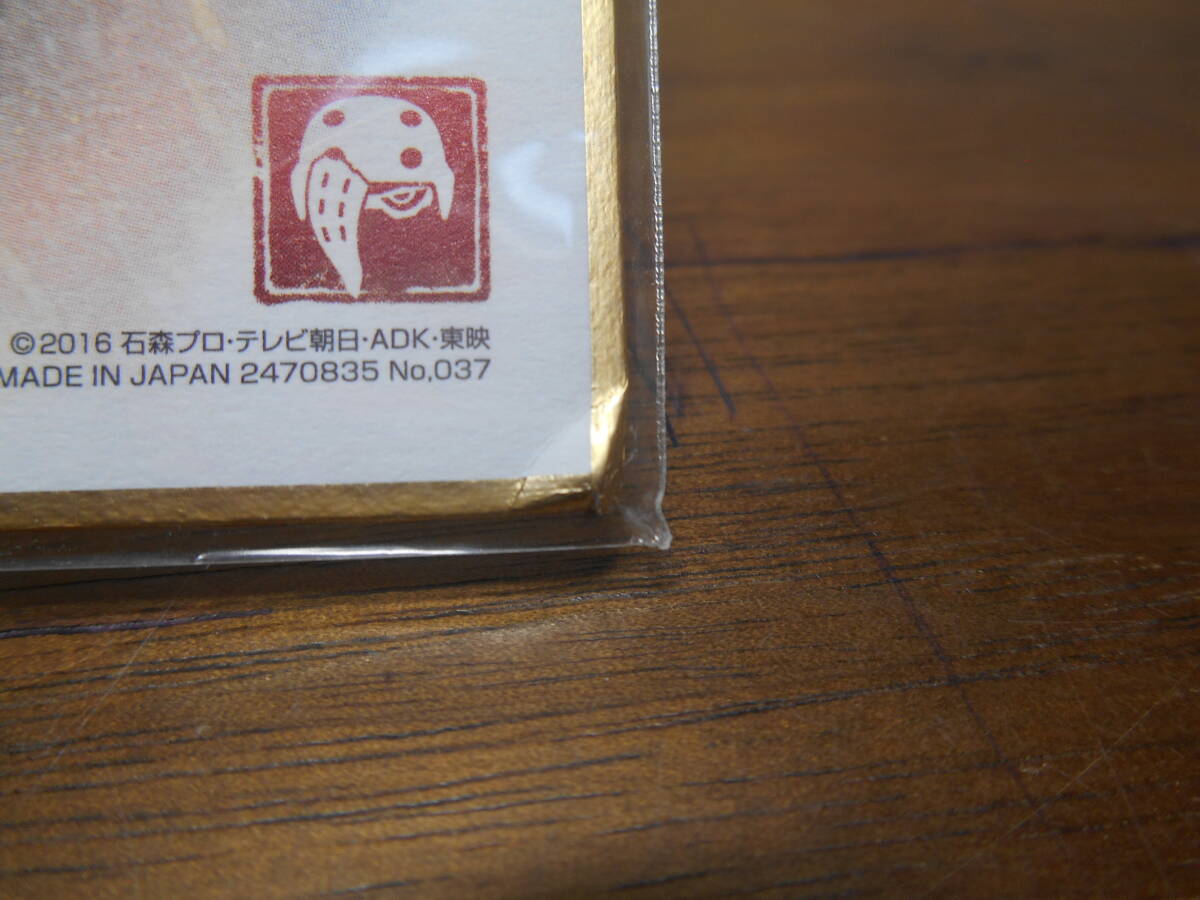 ©2016 石森プロ・テレビ朝日・ADK・東映
MADE IN JAPAN 2470835 No,037